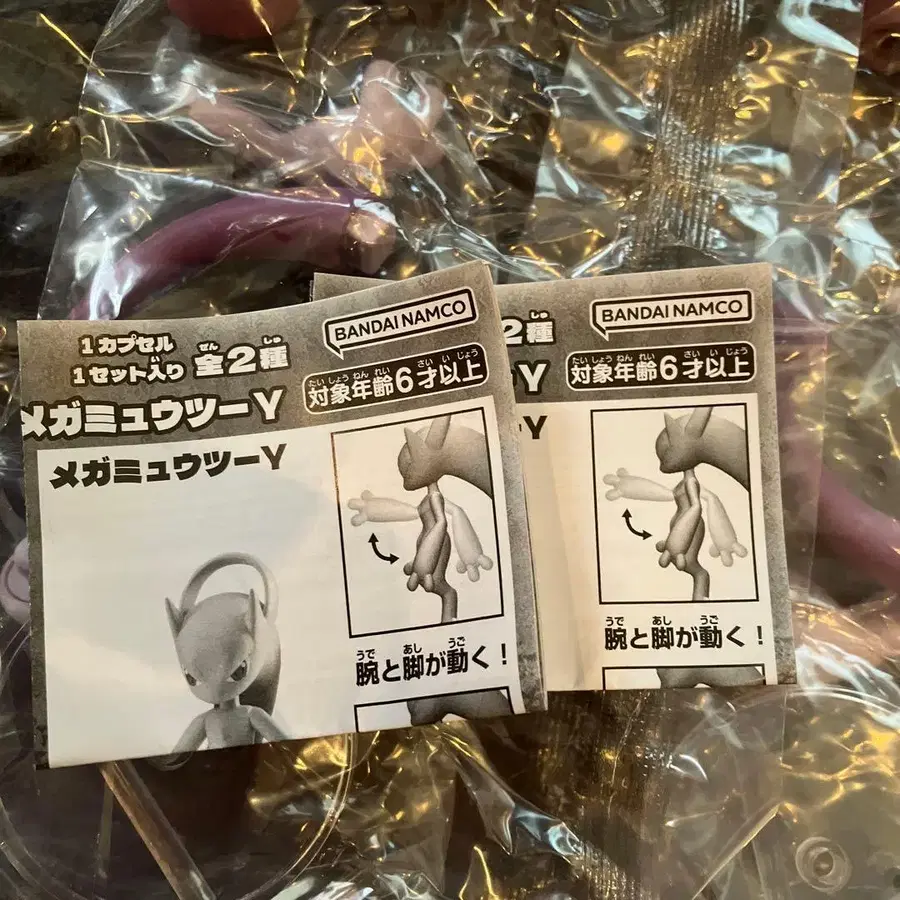 1カプセル
1セット入り
全2種
BANDAI NAMCO
対象年齢6才以上
メガミュウツーY
メガミュウツーY
腕と脚が動く!
2種
BANDAI NAMCO
対象年齢6才以上
Y
Y
腕と脚が動く!